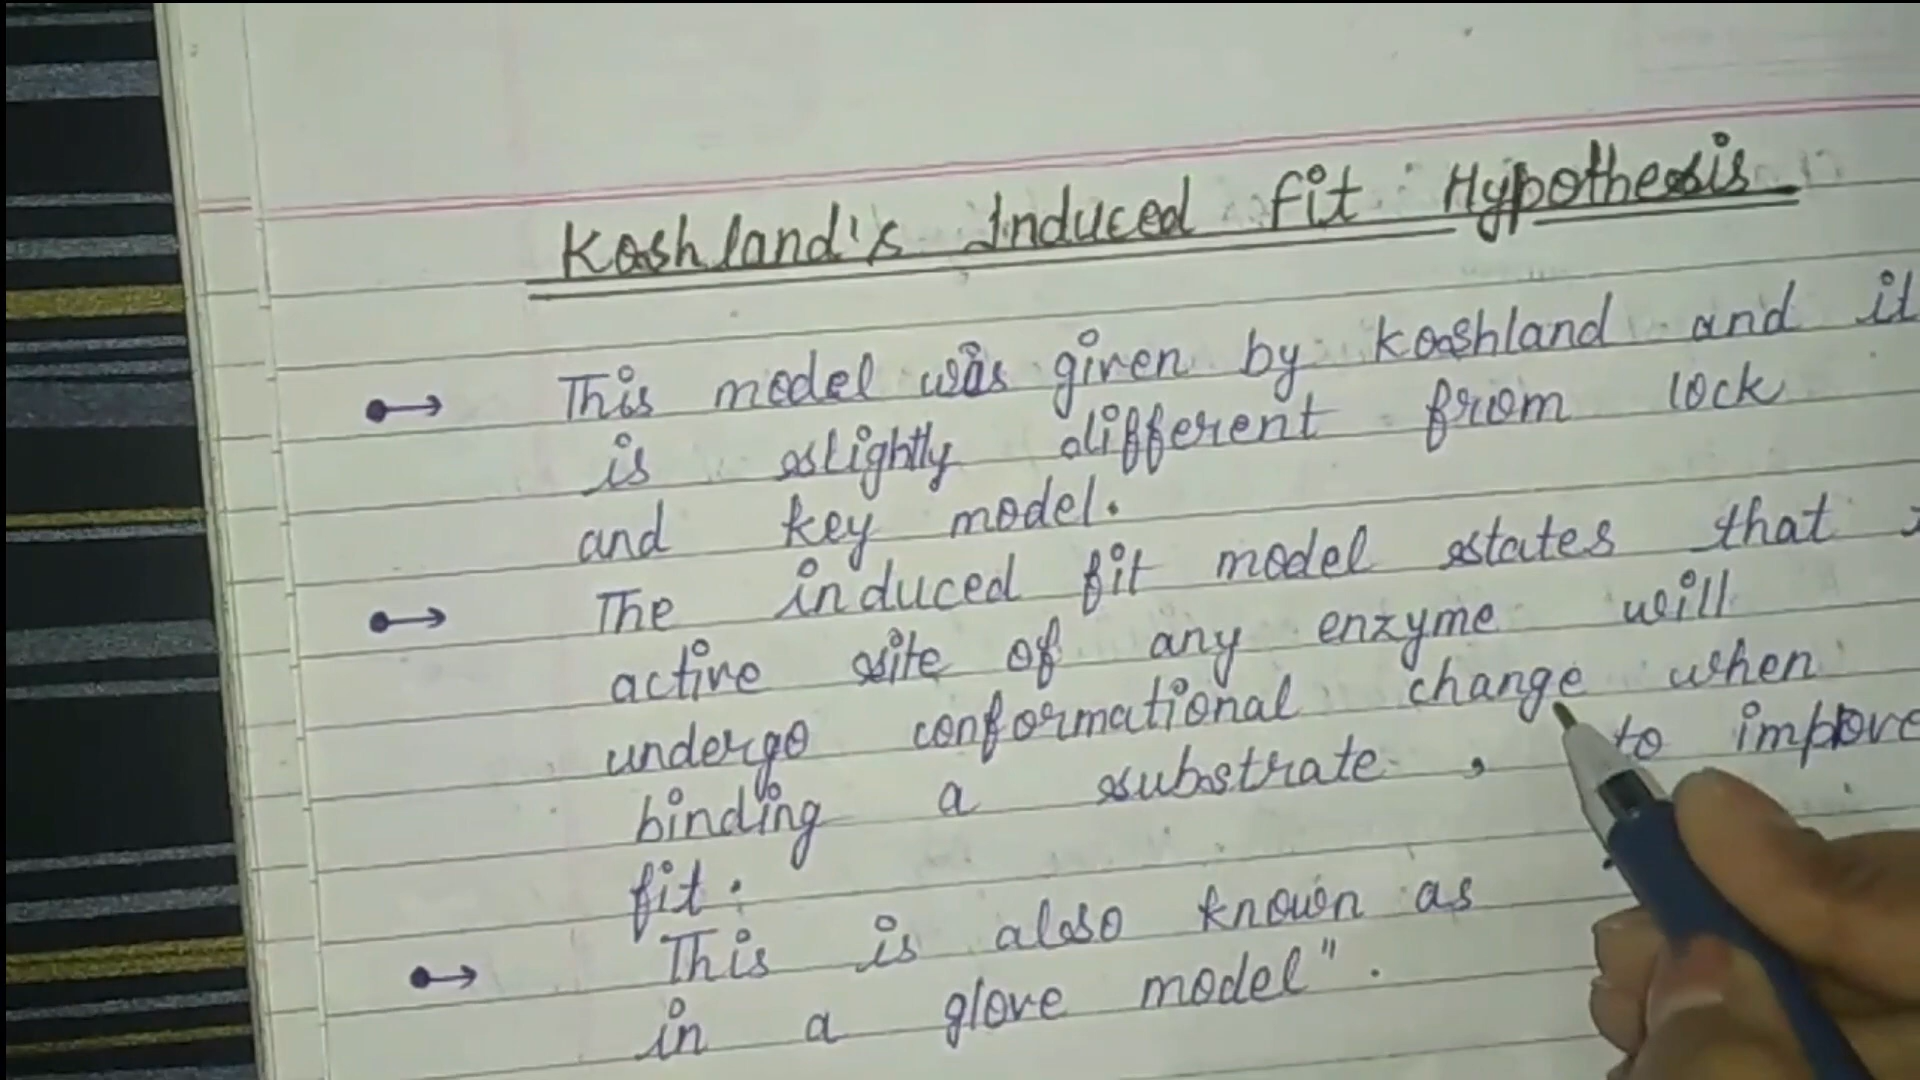 Koshland's Induced fit Hypothesis
This model was given by Koshland and it
is slightly different from lock
and key model.
The induced fit model states that
active site of any enzyme will
undergo conformational change when
binding a substrate, to improve
fit.
This is also known as
in a glove model".